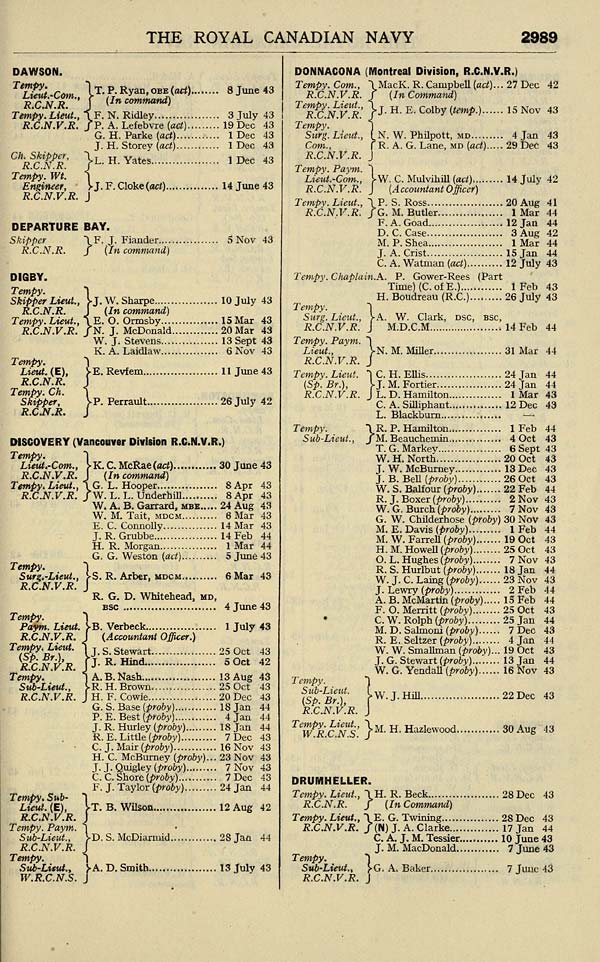 THE ROYAL CANADIAN NAVY 2989
DAWSON.
Tempy. Lieut.-Com., R.C.N.R. } T. P. Ryan, OBE (act)........ 8 June 43
(In command)
Tempy. Lieut., R.C.N.V.R. { F. N. Ridley................ 3 July 43
P. A. Lefebvre (act)......... 19 Dec 43
G. H. Parke (act)............ 1 Dec 43
J. H. Storey (act)............ 1 Dec 43
Ch. Skipper, R.C.N.R. } L. H. Yates.................. 1 Dec 43
Tempy. Wt. Engineer, R.C.N.V.R. } J. F. Cloke (act)............... 14 June 43
DEPARTURE BAY.
Skipper R.C.N.R. } F. J. Fiander................. 5 Nov 43
(In command)
DIGBY.
Tempy. Skipper Lieut., R.C.N.R. } J. W. Sharpe.................. 10 July 43
(In command)
Tempy. Lieut., R.C.N.V.R. { E. O. Ormsby................ 15 Mar 43
N. J. McDonald.............. 20 Mar 43
W. J. Stevens................. 13 Sept 43
K. A. Laidlaw................. 6 Nov 43
Tempy. Lieut. (E), R.C.N.R. } E. Revfem.................... 11 June 43
Tempy. Ch. Skipper, R.C.N.R. } P. Perrault.................... 26 July 42
DISCOVERY (Vancouver Division R.C.N.V.R.)
Tempy. Lieut.-Com., R.C.N.V.R. } K. C. McRae (act)............ 30 June 43
(In command)
Tempy. Lieut., R.C.N.V.R. { G. L. Hooper................. 8 Apr 43
W. L. L. Underhill.......... 8 Apr 43
W. A. B. Garrard, MBE..... 24 Aug 43
W. M. Tait, MDCM........... 6 Mar 43
E. C. Connolly................ 14 Mar 43
J. R. Grubbe.................. 14 Feb 44
H. R. Morgan................. 1 Mar 44
G. G. Weston (act).......... 5 June 43
Tempy. Surg.-Lieut., R.C.N.V.R. } S. R. Arber, MDCM......... 6 Mar 43
R. G. D. Whitehead, MD, BSC ........................ 4 June 43
Tempy. Paym. Lieut. R.C.N.V.R. } B. Verbeck.................... 1 July 43
(Accountant Officer.)
Tempy. Lieut. (Sp. Br.), R.C.N.V.R. { J. S. Stewart................... 25 Oct 43
J. R. Hind..................... 5 Oct 42
Tempy. Sub-Lieut., R.C.N.V.R. { A. B. Nash..................... 13 Aug 43
R. H. Brown................... 25 Oct 43
H. F. Cowie................... 20 Dec 43
G. S. Base (proby)............ 18 Jan 44
P. E. Best (proby)............ 4 Jan 44
J. R. Hurley (proby)......... 18 Jan 44
R. E. Little (proby).......... 7 Dec 43
C. J. Mair (proby)............ 16 Nov 43
H. C. McBurney (proby)... 23 Nov 43
J. J. Quigley (proby)......... 7 Nov 43
C. C. Shore (proby)........... 7 Dec 43
F. J. Taylor (proby).......... 24 Jan 44
Tempy. Sub-Lieut. (E), R.C.N.V.R. } T. B. Wilson.................. 12 Aug 42
Tempy. Paym. Sub-Lieut., R.C.N.V.R. } D. S. McDiarmid............ 28 Jan 44
Tempy. Sub-Lieut., W.R.C.N.S. } A. D. Smith................... 13 July 43
DONNACONA (Montreal Division, R.C.N.V.R.)
Tempy. Com., R.C.N.V.R. } MacK. R. Campbell (act)... 27 Dec 42
(In Command)
Tempy. Lieut., R.C.N.V.R. } J. H. E. Colby (temp.)...... 15 Nov 43
Tempy. Surg. Lieut., Com., R.C.N.V.R. { N. W. Philpott, MD......... 4 Jan 43
R. A. G. Lane, MD (act)..... 29 Dec 43
Tempy. Paym. Lieut.-Com., R.C.N.V.R. } W. C. Mulvihill (act)......... 14 July 42
(Accountant Officer)
Tempy. Lieut., R.C.N.V.R. { P. S. Ross...................... 20 Aug 41
G. M. Butler................... 1 Mar 44
F. A. Goad..................... 12 Jan 44
D. C. Case..................... 3 Aug 42
M. P. Shea..................... 1 Mar 44
J. A. Crist...................... 15 Jan 44
C. A. Watman (act).......... 12 July 43
Tempy. Chaplain. A. P. Gower-Rees (Part Time) (C. of E.)............ 1 Feb 43
H. Boudreau (R.C.).......... 26 July 43
Tempy. Surg. Lieut., R.C.N.V.R. } A. W. Clark, DSC, BSC, M.D.C.M..................... 14 Feb 44
Tempy. Paym. Lieut., R.C.N.V.R. } N. M. Miller................... 31 Mar 44
Tempy. Lieut. (Sp. Br.), R.C.N.V.R. { C. H. Ellis...................... 24 Jan 44
J. M. Fortier................... 24 Jan 44
L. D. Hamilton................ 1 Mar 43
C. A. Silliphant............... 12 Dec 43
L. Blackburn................... —
Tempy. Sub-Lieut., { R. P. Hamilton............... 1 Feb 44
M. Beauchemin............... 4 Oct 43
T. G. Markey.................. 6 Sept 43
W. H. North................... 20 Oct 43
J. W. McBurney.............. 13 Dec 43
J. B. Bell (proby)............. 26 Oct 43
W. S. Balfour (proby)...... 22 Feb 44
R. J. Boxer (proby).......... 2 Nov 43
W. G. Burch (proby)......... 7 Nov 43
G. W. Childerhose (proby) 30 Nov 43
M. E. Davis (proby)......... 1 Feb 44
M. W. Farrell (proby)....... 19 Oct 43
H. M. Howell (proby)....... 25 Oct 43
O. L. Hughes (proby)........ 7 Nov 43
R. S. Hurlbut (proby)....... 18 Jan 44
W. J. C. Laing (proby)...... 23 Nov 43
J. Lewry (proby)............. 2 Feb 44
A. B. McMartin (proby)..... 15 Feb 44
F. O. Merritt (proby)........ 25 Oct 43
C. W. Rolph (proby)......... 25 Jan 44
M. D. Salmoni (proby)...... 7 Dec 43
R. E. Seltzer (proby)........ 4 Jan 44
W. W. Smallman (proby)... 19 Oct 43
J. G. Stewart (proby)........ 13 Jan 44
W. G. Yendall (proby)...... 16 Nov 43
Tempy. Sub-Lieut. (Sp. Br.), R.C.N.V.R. } W. J. Hill...................... 22 Dec 43
Tempy. Lieut., W.R.C.N.S. } M. H. Hazlewood............ 30 Aug 43
DRUMHELLER.
Tempy. Lieut., R.C.N.R. } H. R. Beck.................... 28 Dec 43
(In Command)
Tempy. Lieut., R.C.N.V.R. { E. G. Twining................. 28 Dec 43
(N) J. A. Clarke.............. 17 Jan 44
C. A. J. M. Tessier........... 10 June 43
J. M. MacDonald............ 7 June 43
Tempy. Sub-Lieut., R.C.N.V.R. } G. A. Baker................... 7 June 43